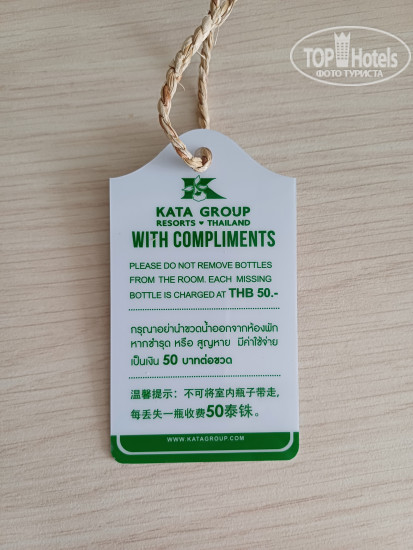 TOP Hotels
ФОТО ТУРИСТА
K
KATA GROUP
RESORTS ♥ THAILAND
WITH COMPLIMENTS
PLEASE DO NOT REMOVE BOTTLES
FROM THE ROOM. EACH MISSING
BOTTLE IS CHARGED AT THB 50.-
กรุณาอย่านำขวดน้ำออกจากห้องพัก
หากชำรุด หรือ สูญหาย มีค่าใช้จ่าย
เป็นเงิน 50 บาทต่อขวด
温馨提示：不可将室内瓶子带走,
每丢失一瓶收费50泰铢。
WWW.KATAGROUP.COM